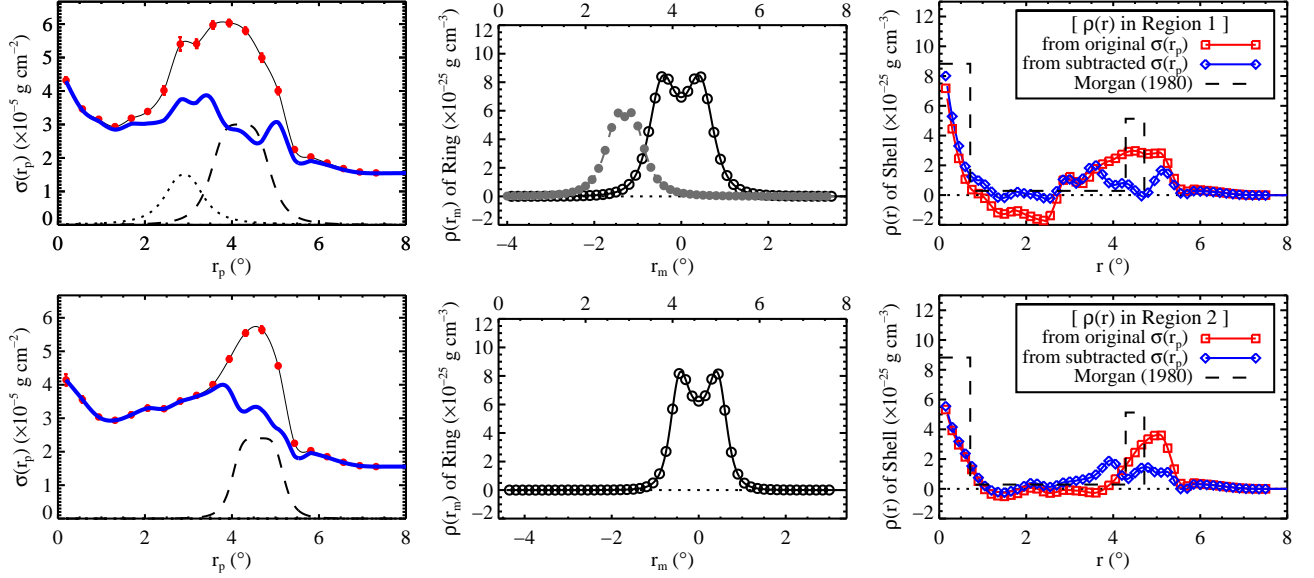 0 2 4 6 8
[ ρ(r) in Region 1 ]
from original σ(r_p)
from subtracted σ(r_p)
Morgan (1980)
σ(r_p) (×10⁻⁵ g cm⁻²)
6
5
4
3
2
1
0
0 2 4 6 8
r_p (°)
ρ(r_m) of Ring (×10⁻²⁵ g cm⁻³)
12
10
8
6
4
2
0
−2
−4 −2 0 2
r_m (°)
ρ(r) of Shell (×10⁻²⁵ g cm⁻³)
12
10
8
6
4
2
0
−2
0 2 4 6 8
r (°)
0 2 4 6 8
[ ρ(r) in Region 2 ]
from original σ(r_p)
from subtracted σ(r_p)
Morgan (1980)
σ(r_p) (×10⁻⁵ g cm⁻²)
6
5
4
3
2
1
0
0 2 4 6 8
r_p (°)
ρ(r_m) of Ring (×10⁻²⁵ g cm⁻³)
12
10
8
6
4
2
0
−2
−4 −2 0 2
r_m (°)
ρ(r) of Shell (×10⁻²⁵ g cm⁻³)
12
10
8
6
4
2
0
−2
0 2 4 6 8
r (°)